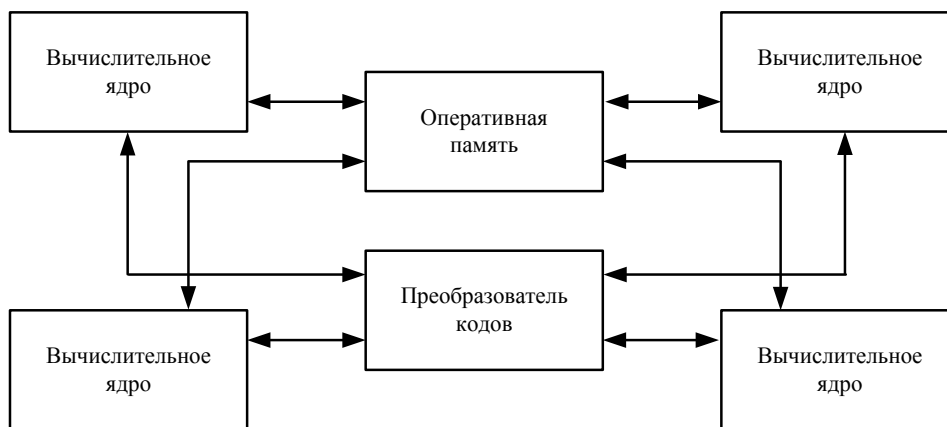 Вычислительное
ядро
Оперативная
память
Вычислительное
ядро
Преобразователь
кодов
Вычислительное
ядро
Вычислительное
ядро